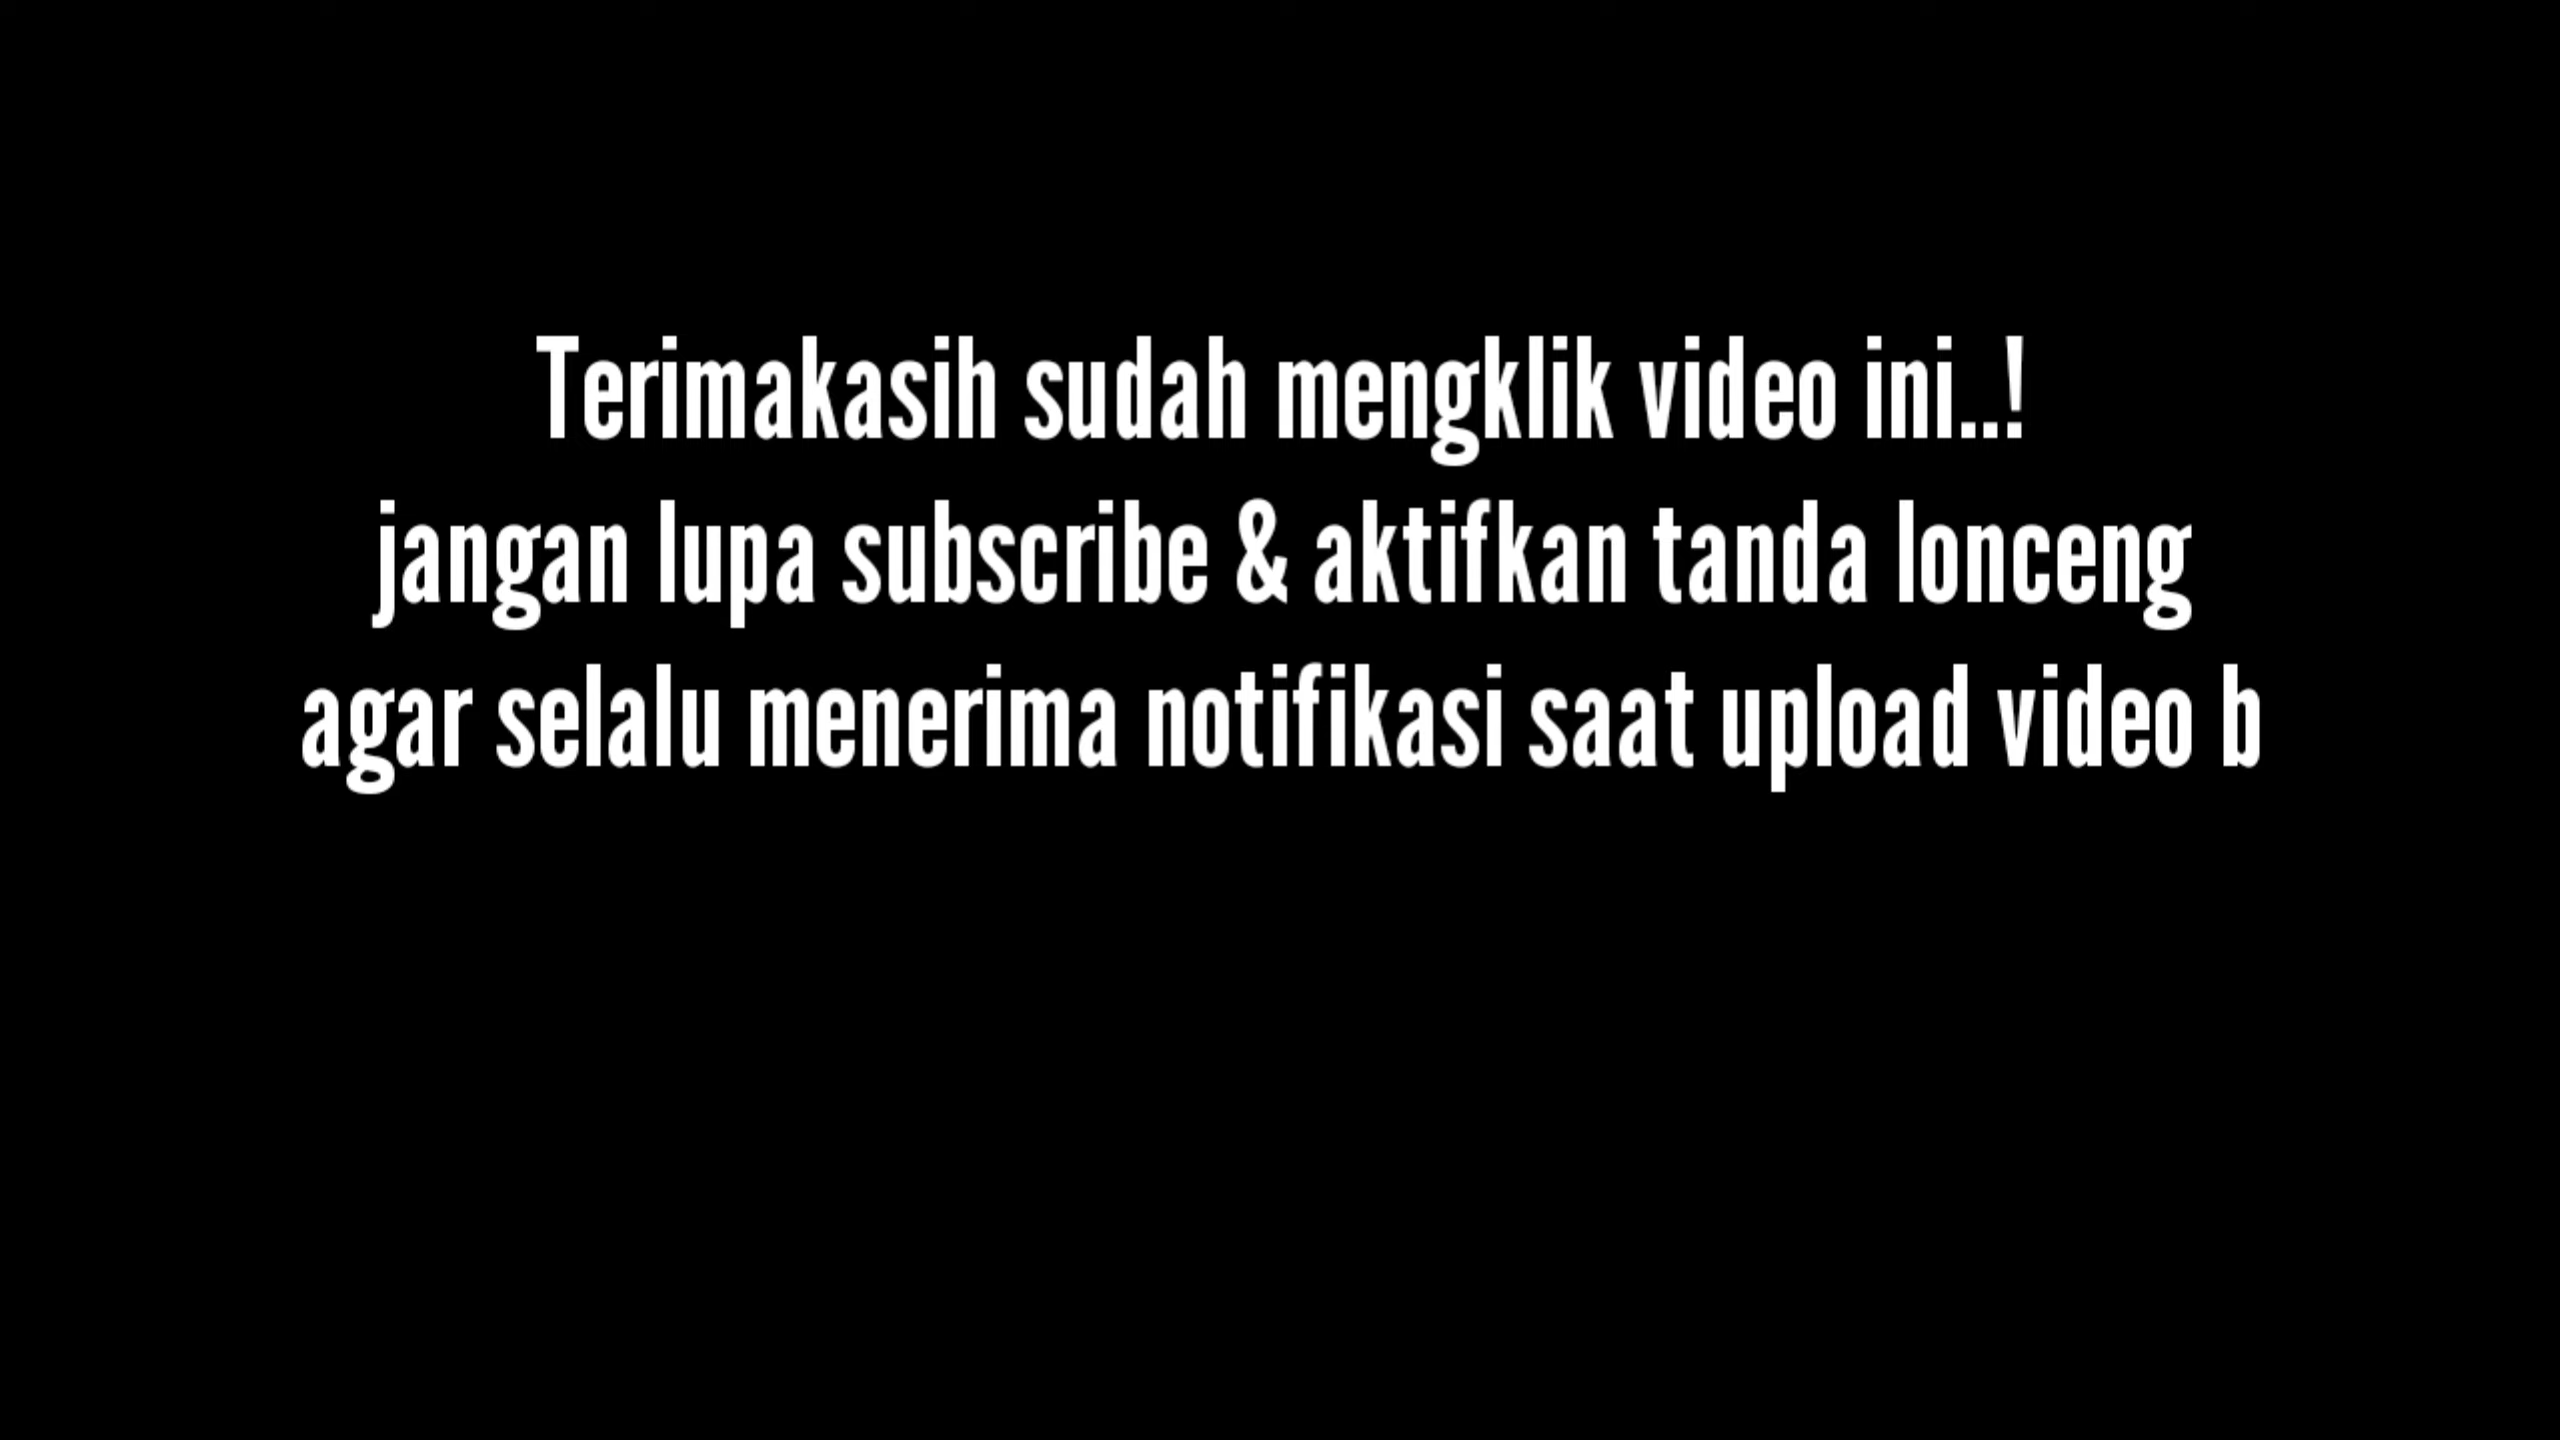 Terimakasih sudah mengklik video ini...!
jangan lupa subscribe & aktifkan tanda lonceng
agar selalu menerima notifikasi saat upload video b